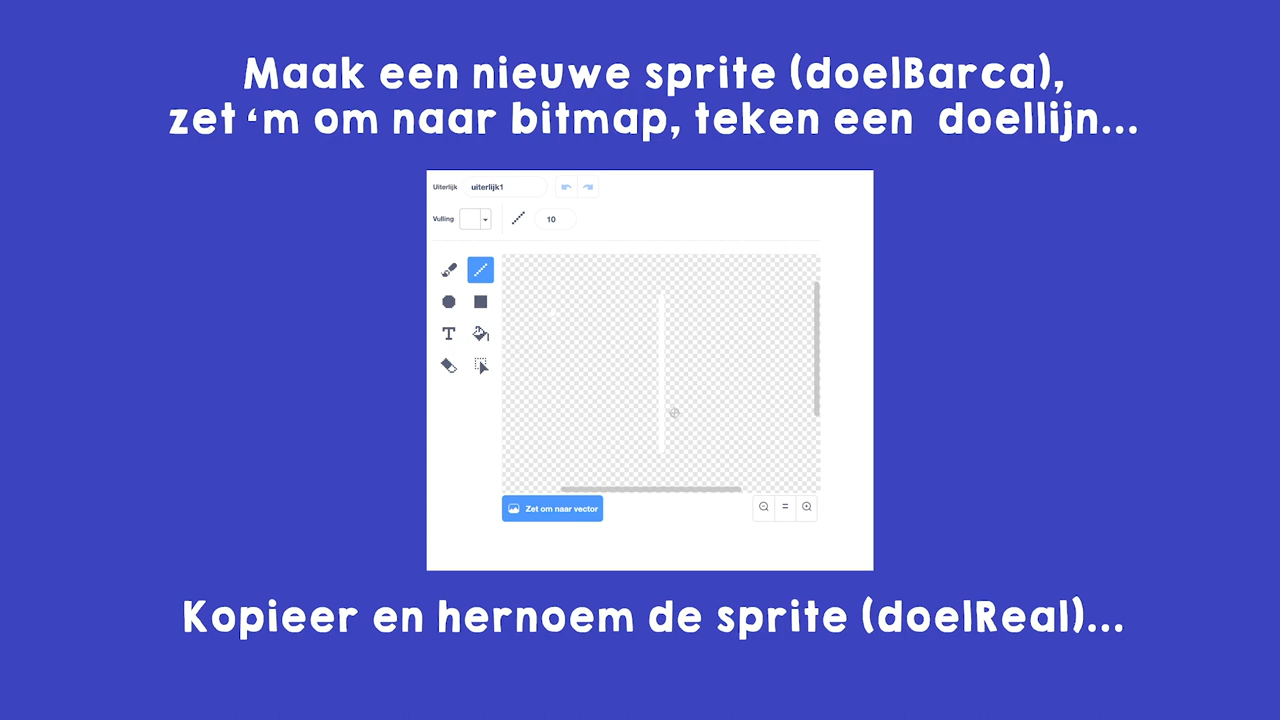 Maak een nieuwe sprite (doelBarca),
zet 'm om naar bitmap, teken een doellijn...
Uiterlijk uiterlijk1
Vulling 10
T
Zet om naar vector
Kopieer en hernoem de sprite (doelReal)...